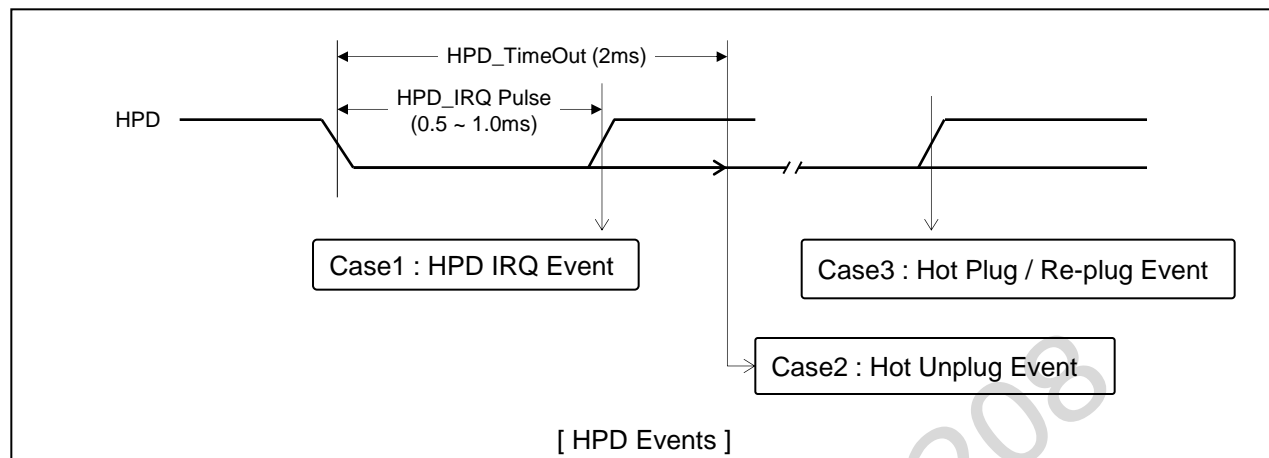 HPD_TimeOut (2ms)
HPD_IRQ Pulse
(0.5 ~ 1.0ms)
HPD
Case1 : HPD IRQ Event
Case3 : Hot Plug / Re-plug Event
Case2 : Hot Unplug Event
[ HPD Events ]
208